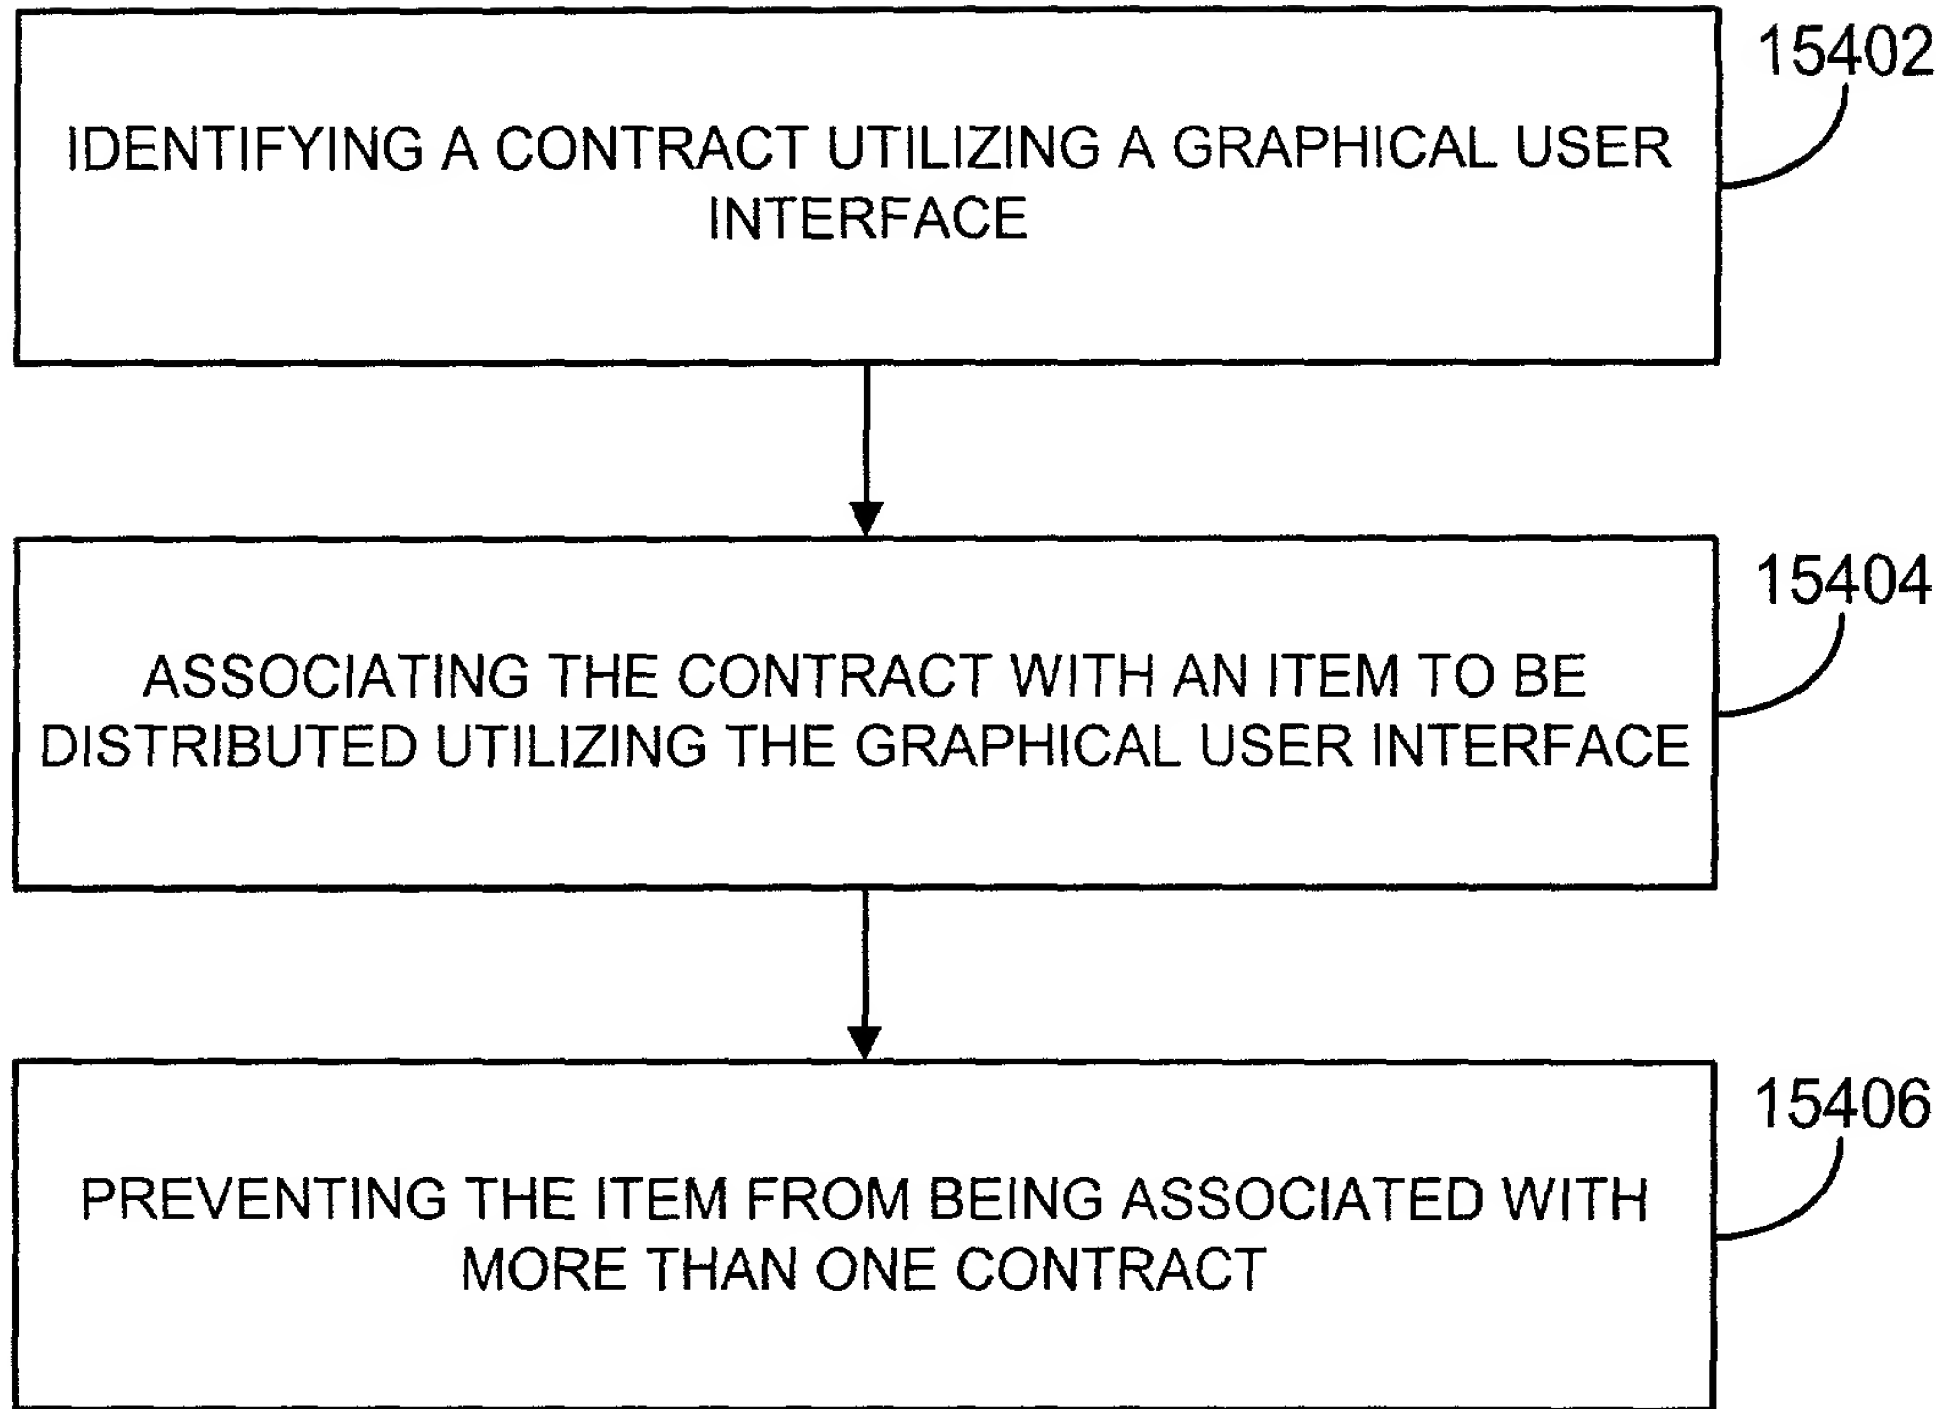 15402
IDENTIFYING A CONTRACT UTILIZING A GRAPHICAL USER
INTERFACE
15404
ASSOCIATING THE CONTRACT WITH AN ITEM TO BE
DISTRIBUTED UTILIZING THE GRAPHICAL USER INTERFACE
15406
PREVENTING THE ITEM FROM BEING ASSOCIATED WITH
MORE THAN ONE CONTRACT